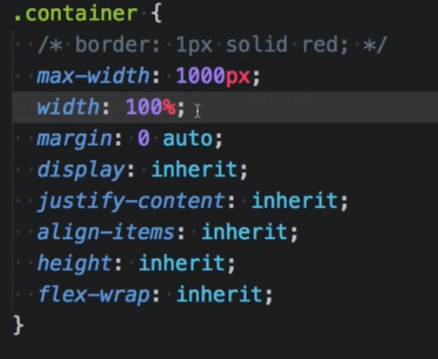 .container {
/* border: 1px solid red; */
max-width: 1000px;
width: 100%;
margin: 0 auto;
display: inherit;
justify-content: inherit;
align-items: inherit;
height: inherit;
flex-wrap: inherit;
}